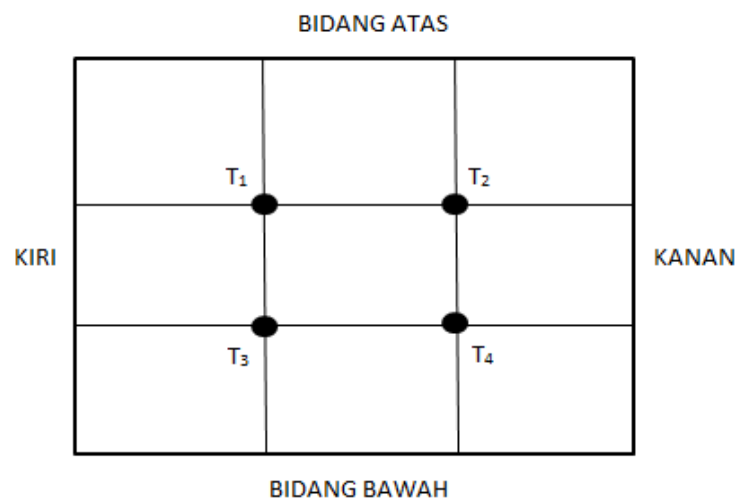 BIDANG ATAS
T₁
T₂
KIRI
KANAN
T₃
T₄
BIDANG BAWAH